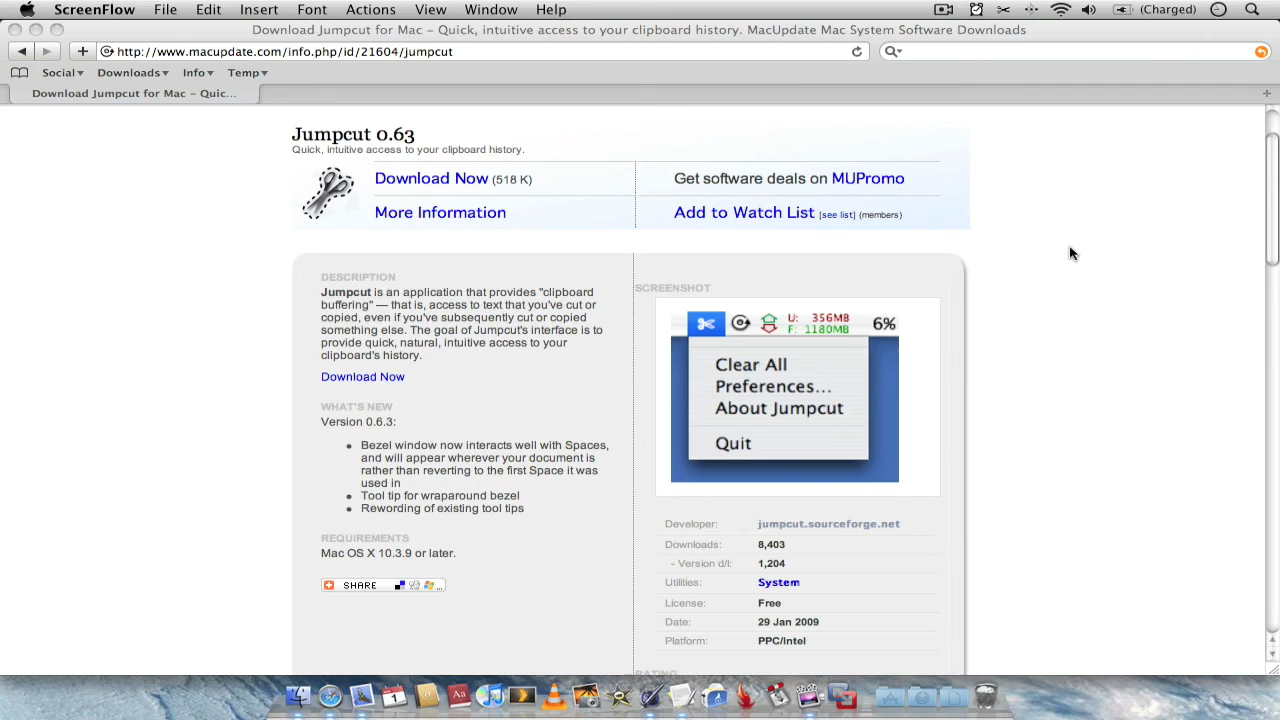 ScreenFlow File Edit Insert Font Actions View Window Help (Charged)
Download Jumpcut for Mac – Quick, intuitive access to your clipboard history. MacUpdate Mac System Software Downloads
http://www.macupdate.com/info.php/id/21604/jumpcut
Social Downloads Info Temp
Download Jumpcut for Mac – Quic...
Jumpcut 0.63
Quick, intuitive access to your clipboard history.
Download Now (518 K)
Get software deals on MUPromo
More Information
Add to Watch List [see list] (members)
DESCRIPTION
Jumpcut is an application that provides "clipboard
buffering" — that is, access to text that you've cut or
copied, even if you've subsequently cut or copied
something else. The goal of Jumpcut's interface is to
provide quick, natural, intuitive access to your
clipboard's history.
Download Now
WHAT'S NEW
Version 0.6.3:
Bezel window now interacts well with Spaces,
and will appear wherever your document is
rather than reverting to the first Space it was
used in
Tool tip for wraparound bezel
Rewording of existing tool tips
REQUIREMENTS
Mac OS X 10.3.9 or later.
SHARE ...
SCREENSHOT
U: 356MB
F: 1180MB
6%
Clear All
Preferences...
About Jumpcut
Quit
Developer: jumpcut.sourceforge.net
Downloads: 8,403
- Version d/l: 1,204
Utilities: System
License: Free
Date: 29 Jan 2009
Platform: PPC/Intel
RATING
1
Aa